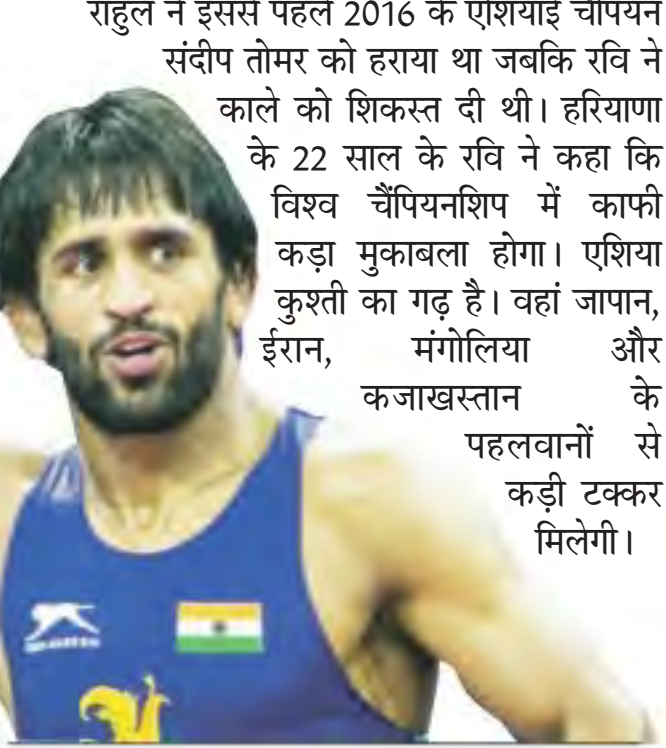 राहुल ने इससे पहले 2016 के एशियाई चैंपियन
संदीप तोमर को हराया था जबकि रवि ने
काले को शिकस्त दी थी। हरियाणा
के 22 साल के रवि ने कहा कि
विश्व चैंपियनशिप में काफी
कड़ा मुकाबला होगा। एशिया
कुश्ती का गढ़ है। वहां जापान,
ईरान, मंगोलिया और
कजाखस्तान के
पहलवानों से
कड़ी टक्कर
मिलेगी।